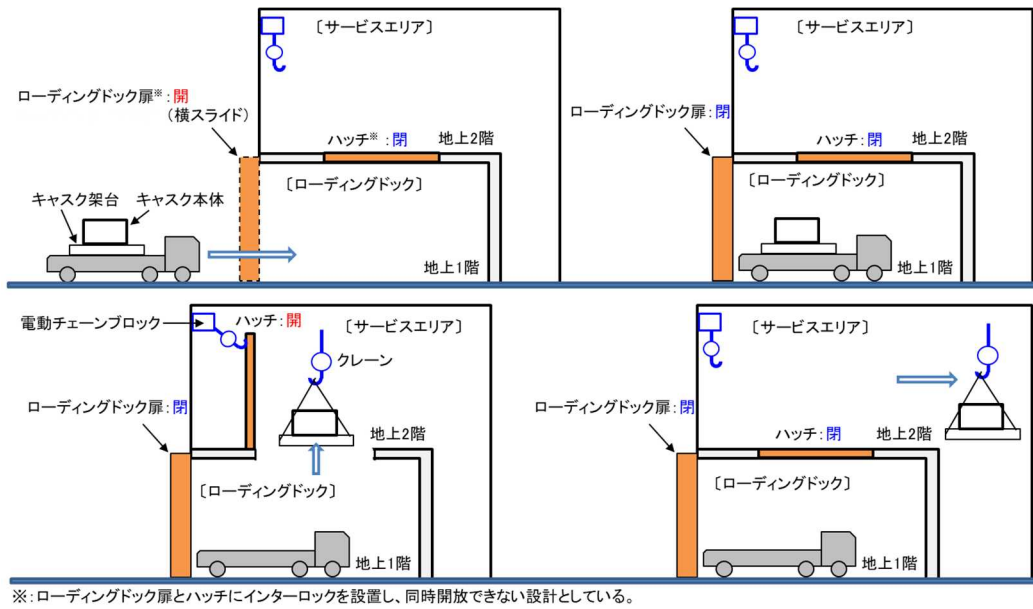 〔サービスエリア〕
ローディングドック扉※:開
(横スライド)
ハッチ※:閉
地上2階
〔ローディングドック〕
キャスク架台
キャスク本体
地上1階
〔サービスエリア〕
ローディングドック扉:閉
ハッチ:閉
地上2階
〔ローディングドック〕
地上1階
電動チェーンブロック
ハッチ:開
〔サービスエリア〕
クレーン
ローディングドック扉:閉
地上2階
〔ローディングドック〕
地上1階
〔サービスエリア〕
ローディングドック扉:閉
ハッチ:閉
地上2階
〔ローディングドック〕
地上1階
※:ローディングドック扉とハッチにインターロックを設置し、同時開放できない設計としている。